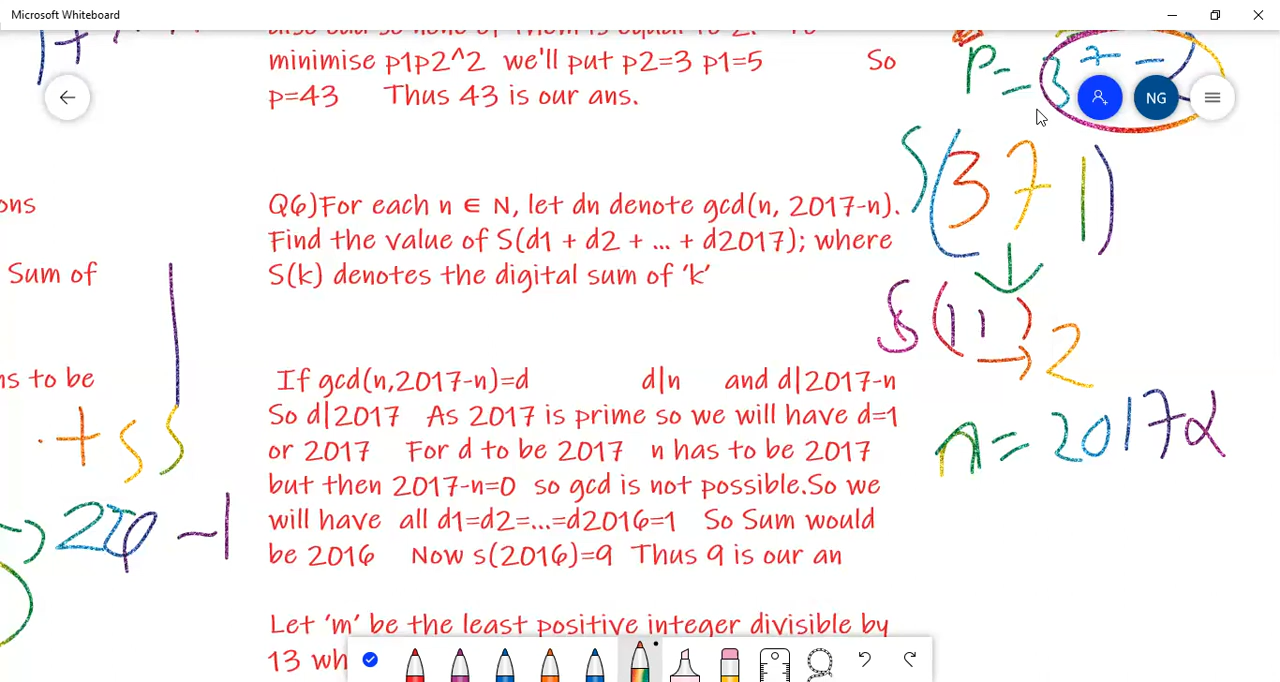 Microsoft Whiteboard
minimise p1p2^2 we'll put p2=3 p1=5 So
p=43 Thus 43 is our ans.
p=
NG
S(371)
S(11)→2
n=2017α
ons
Sum of
ns to be
Q6)For each n ∈ N, let dn denote gcd(n, 2017-n).
Find the value of S(d1 + d2 + ... + d2017); where
S(k) denotes the digital sum of 'k'
If gcd(n,2017-n)=d d|n and d|2017-n
So d|2017 As 2017 is prime so we will have d=1
or 2017 For d to be 2017 n has to be 2017
but then 2017-n=0 so gcd is not possible.So we
will have all d1=d2=...=d2016=1 So Sum would
be 2016 Now s(2016)=9 Thus 9 is our an
Let 'm' be the least positive integer divisible by
13 wh